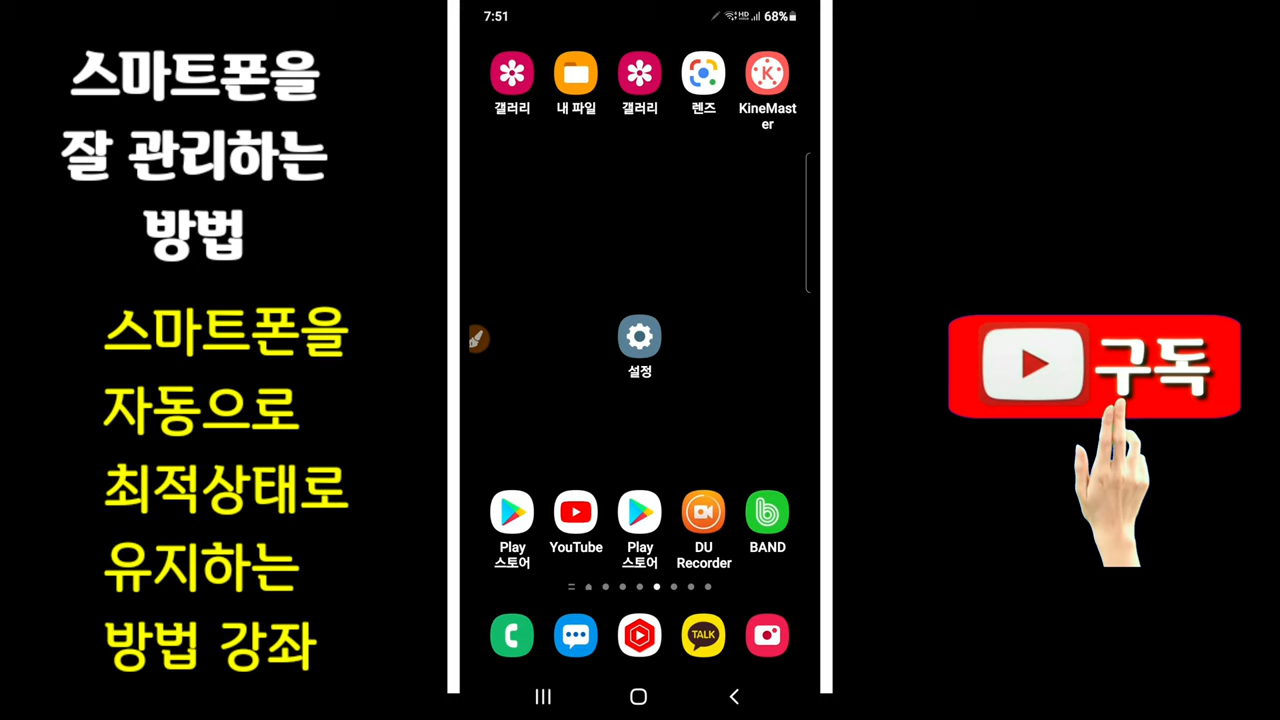 스마트폰을
잘 관리하는
방법
스마트폰을
자동으로
최적상태로
유지하는
방법 강좌
7:51
HD 68%
갤러리 내 파일 갤러리 렌즈 KineMast
er
설정
Play YouTube Play DU BAND
스토어 스토어 Recorder
TALK
구독